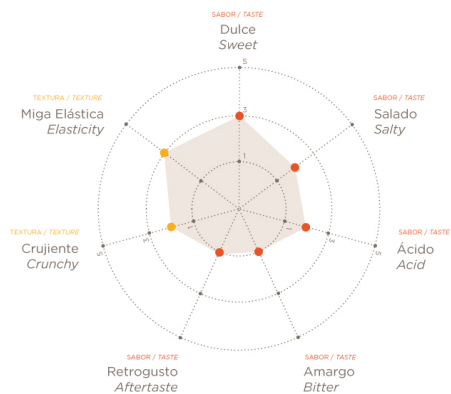 SABOR / TASTE
Dulce
Sweet
5
TEXTURA / TEXTURE
SABOR / TASTE
Miga Elástica
Elasticity
Salado
Salty
3
1
TEXTURA / TEXTURE
SABOR / TASTE
Crujiente
Crunchy
5
3
1
1
3
5
Ácido
Acid
SABOR / TASTE
SABOR / TASTE
Retrogusto
Aftertaste
Amargo
Bitter